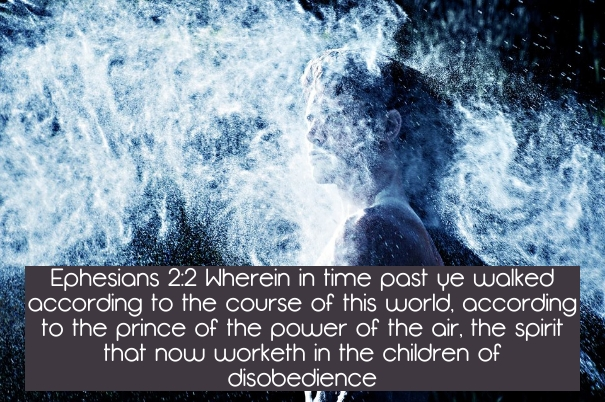 Ephesians 2:2 Wherein in time past ye walked
according to the course of this world, according
to the prince of the power of the air, the spirit
that now worketh in the children of
disobedience